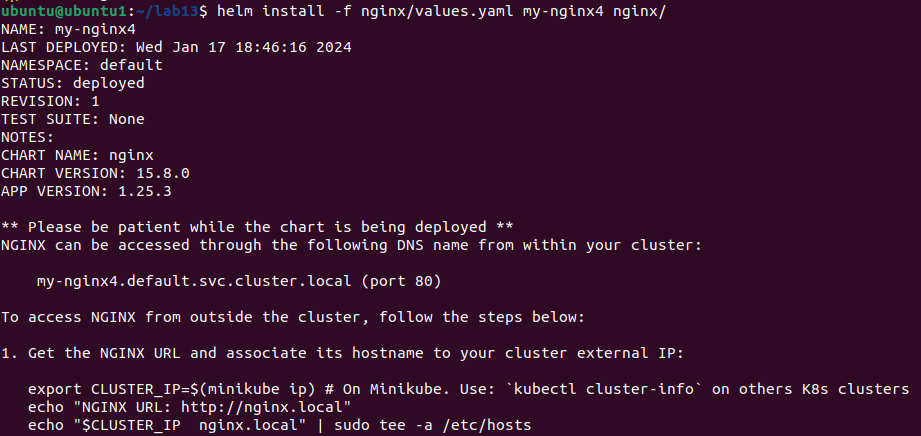 ubuntu@ubuntu1:~/lab13$ helm install -f nginx/values.yaml my-nginx4 nginx/
NAME: my-nginx4
LAST DEPLOYED: Wed Jan 17 18:46:16 2024
NAMESPACE: default
STATUS: deployed
REVISION: 1
TEST SUITE: None
NOTES:
CHART NAME: nginx
CHART VERSION: 15.8.0
APP VERSION: 1.25.3

** Please be patient while the chart is being deployed **
NGINX can be accessed through the following DNS name from within your cluster:

    my-nginx4.default.svc.cluster.local (port 80)

To access NGINX from outside the cluster, follow the steps below:

1. Get the NGINX URL and associate its hostname to your cluster external IP:

   export CLUSTER_IP=$(minikube ip) # On Minikube. Use: `kubectl cluster-info` on others K8s clusters
   echo "NGINX URL: http://nginx.local"
   echo "$CLUSTER_IP  nginx.local" | sudo tee -a /etc/hosts